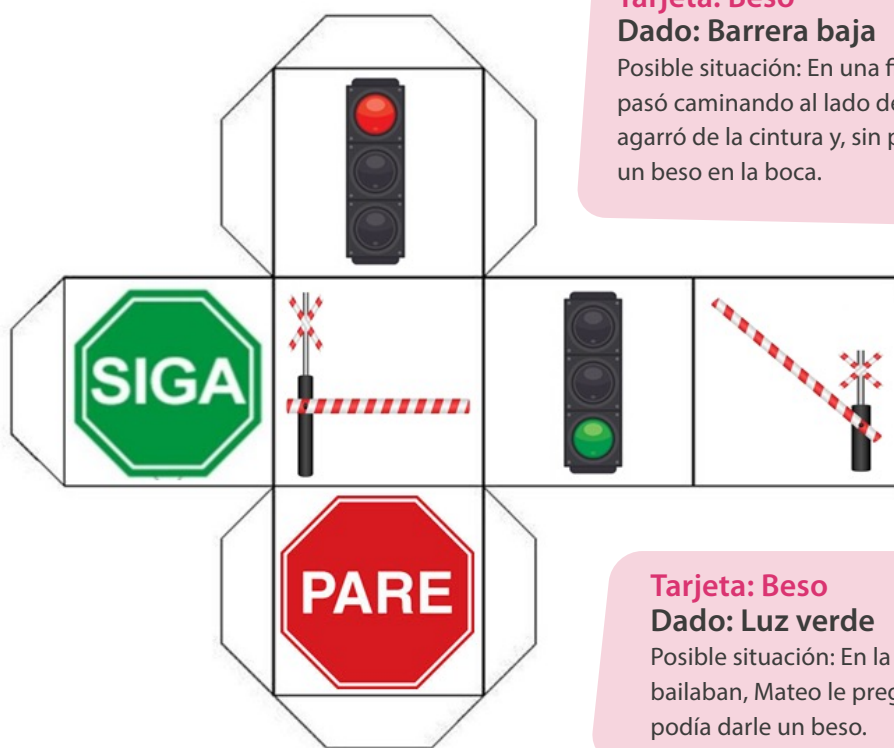 Tarjeta: Beso
Dado: Barrera baja
Posible situación: En una
pasó caminando al lado
agarró de la cintura y, sin
un beso en la boca.
SIGA
PARE
Tarjeta: Beso
Dado: Luz verde
Posible situación: En la
bailaban, Mateo le
podía darle un beso.